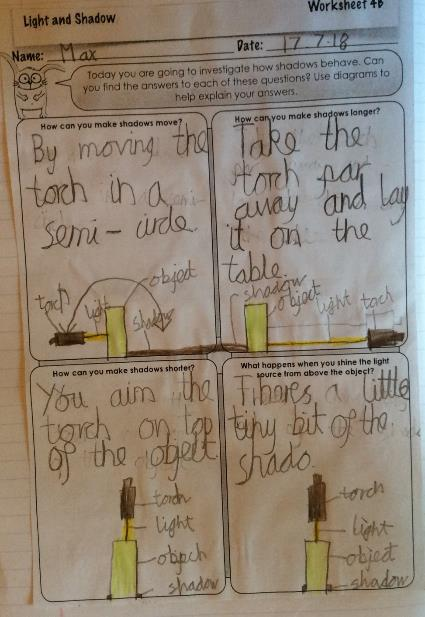 Light and Shadow
Worksheet 4B
Name: Max
Date: 17.7.18
Today you are going to investigate how shadows behave. Can
you find the answers to each of these questions? Use diagrams to
help explain your answers.
How can you make shadows move?
By moving the
torch in a
semi-circle.
torch
light
object
shadow
How can you make shadows longer?
Take the
torch far
away and lay
it on the
table.
shadow
object
light
torch
How can you make shadows shorter?
You aim the
torch on top
of the object
torch
light
object
shadow
What happens when you shine the light
source from above the object?
Thores a little
tiny bit of the
shado.
torch
light
object
shadow